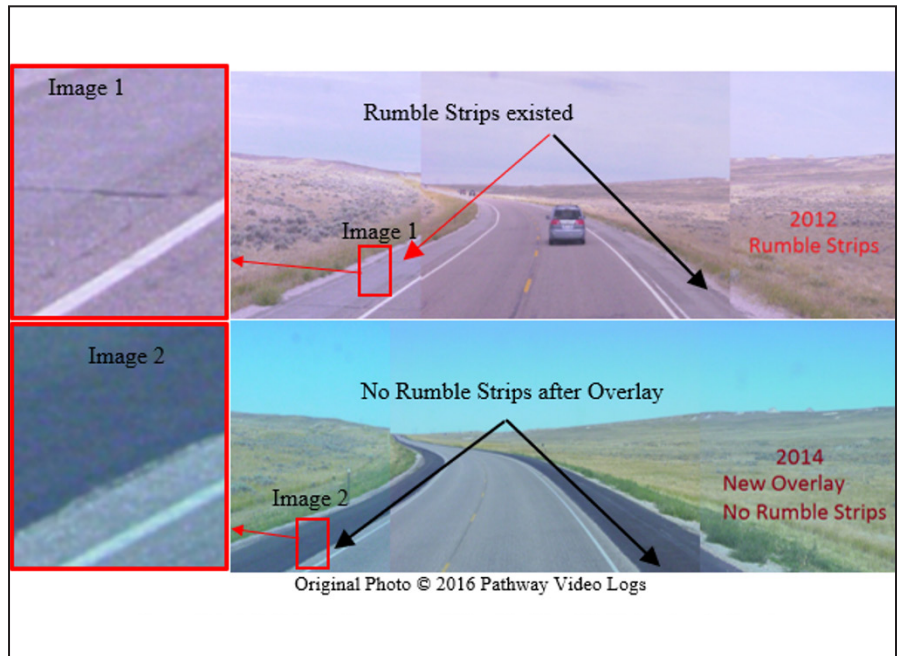 Image 1
Rumble Strips existed
Image 1
2012
Rumble Strips
Image 2
No Rumble Strips after Overlay
Image 2
2014
New Overlay
No Rumble Strips
Original Photo © 2016 Pathway Video Logs